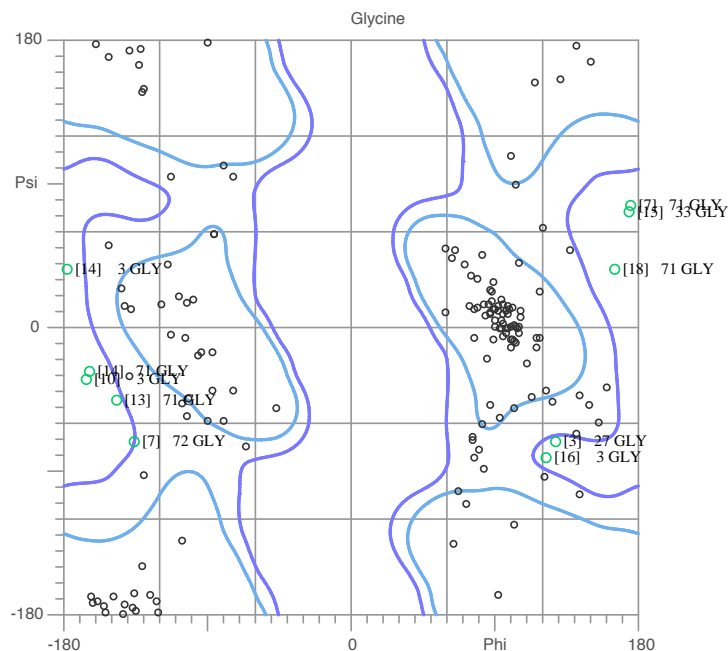 Glycine
180
Psi
[7] 71 GLY
[15] 33 GLY
[14] 3 GLY
[18] 71 GLY
0
[14] 71 GLY
[10] 3 GLY
[13] 71 GLY
[7] 72 GLY
[3] 27 GLY
[16] 3 GLY
-180
-180
0
Phi
180